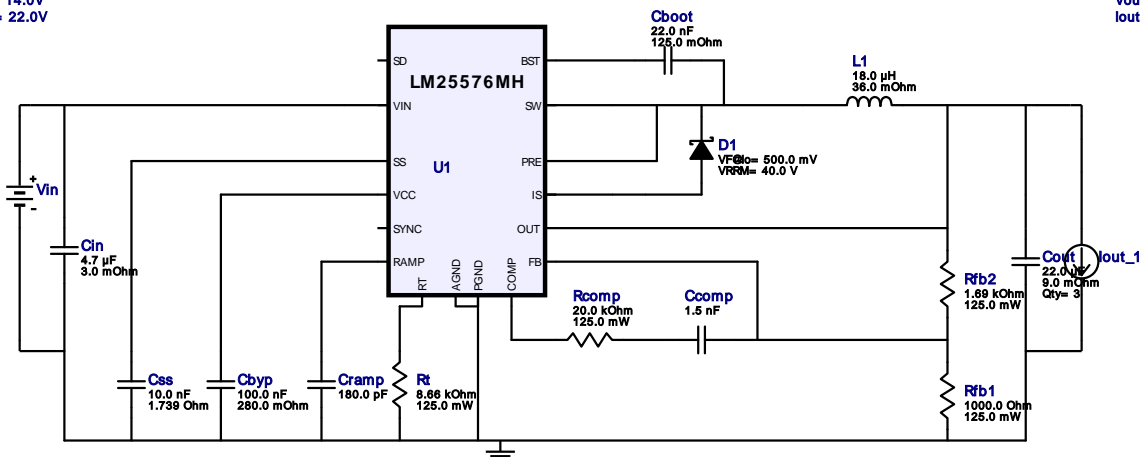 14.0V
= 22.0V
Vou
Iout
Cboot
22.0 nF
125.0 mOhm
L1
18.0 µH
36.0 mOhm
SD
BST
LM25576MH
VIN
SW
D1
VF@Io= 500.0 mV
VRRM= 40.0 V
SS
PRE
U1
Vin
+
-
VCC
IS
SYNC
OUT
Cin
4.7 µF
3.0 mOhm
RAMP
FB
RT
AGND
PGND
COMP
Cout
22.0 µF
9.0 mOhm
Qty= 3
Iout_1
Rfb2
1.69 kOhm
125.0 mW
Rcomp
20.0 kOhm
125.0 mW
Ccomp
1.5 nF
Css
10.0 nF
1.739 Ohm
Cbyp
100.0 nF
280.0 mOhm
Cramp
180.0 pF
Rt
8.66 kOhm
125.0 mW
Rfb1
1000.0 Ohm
125.0 mW